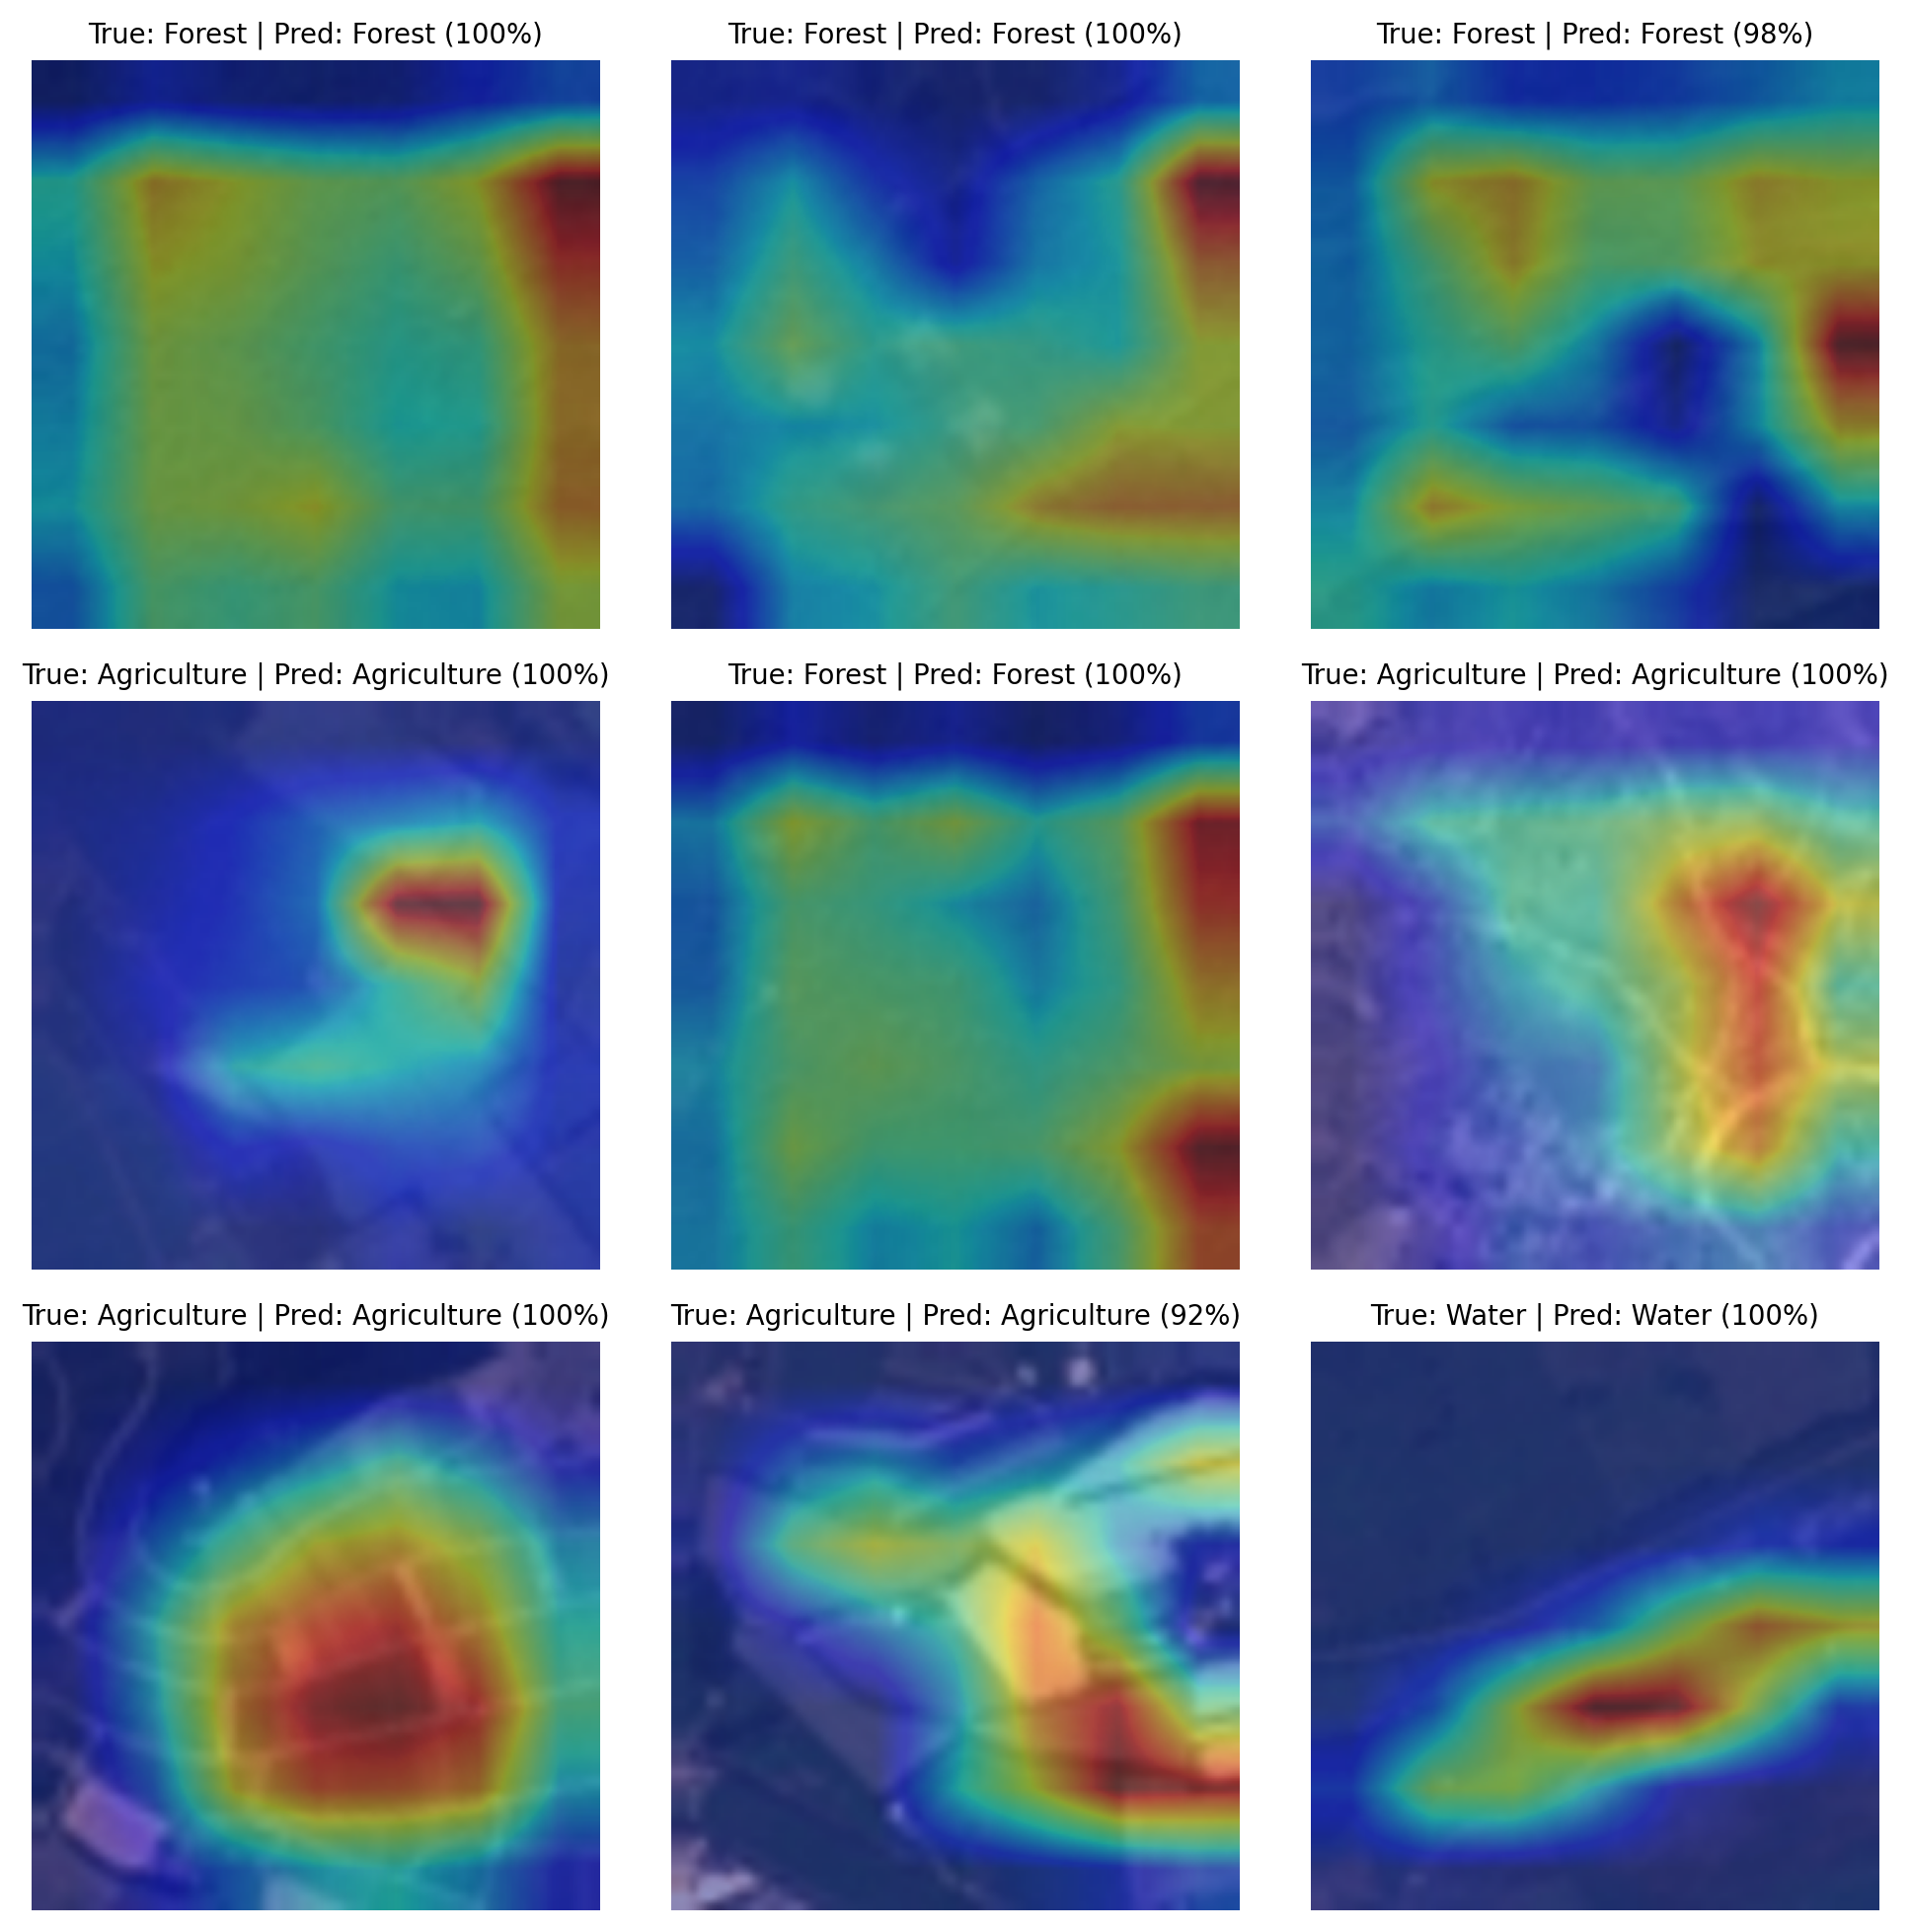 True: Forest | Pred: Forest (100%)
True: Forest | Pred: Forest (100%)
True: Forest | Pred: Forest (98%)
True: Agriculture | Pred: Agriculture (100%)
True: Forest | Pred: Forest (100%)
True: Agriculture | Pred: Agriculture (100%)
True: Agriculture | Pred: Agriculture (100%)
True: Agriculture | Pred: Agriculture (92%)
True: Water | Pred: Water (100%)